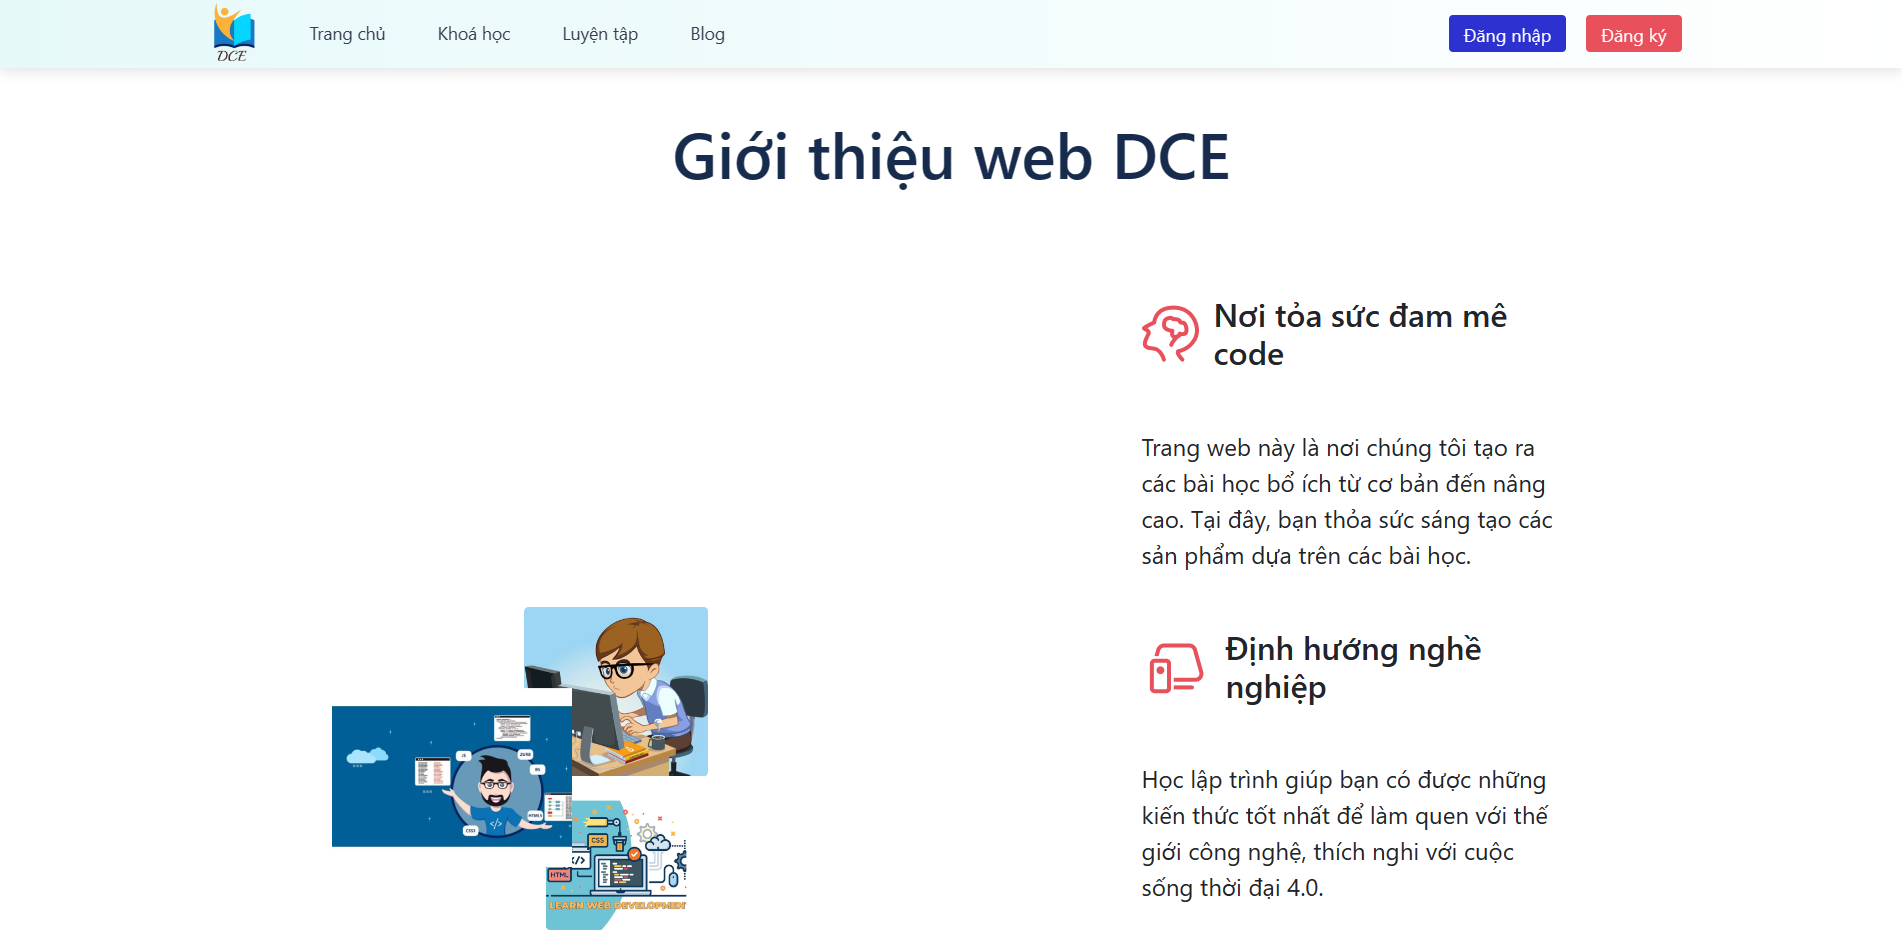 DCE
Trang chủ
Khoá học
Luyện tập
Blog
Đăng nhập
Đăng ký
Giới thiệu web DCE
Nơi tỏa sức đam mê
code
Trang web này là nơi chúng tôi tạo ra
các bài học bổ ích từ cơ bản đến nâng
cao. Tại đây, bạn thỏa sức sáng tạo các
sản phẩm dựa trên các bài học.
Định hướng nghề
nghiệp
Học lập trình giúp bạn có được những
kiến thức tốt nhất để làm quen với thế
giới công nghệ, thích nghi với cuộc
sống thời đại 4.0.
JS
HTML5
CSS3
</>
CSS
</>
HTML
LEARN WEB DEVELOPMEN